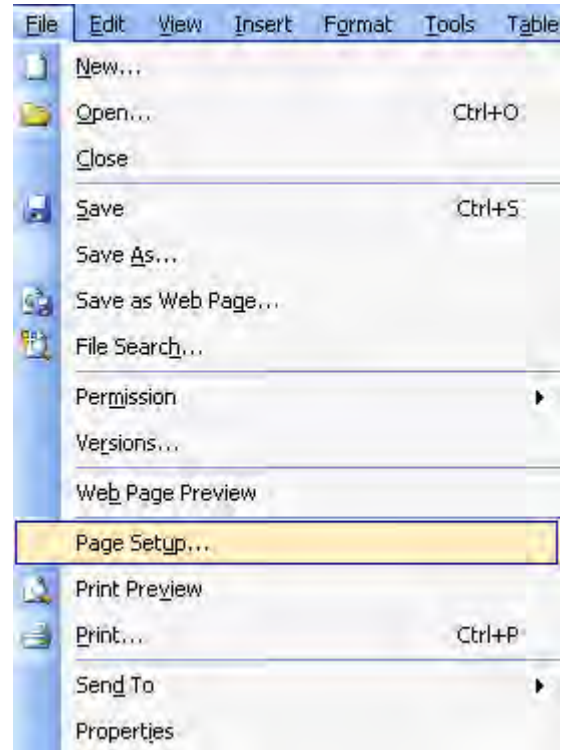 File Edit View Insert Format Tools Table
New...
Open... Ctrl+O
Close
Save Ctrl+S
Save As...
Save as Web Page...
File Search...
Permission
Versions...
Web Page Preview
Page Setup...
Print Preview
Print... Ctrl+P
Send To
Properties